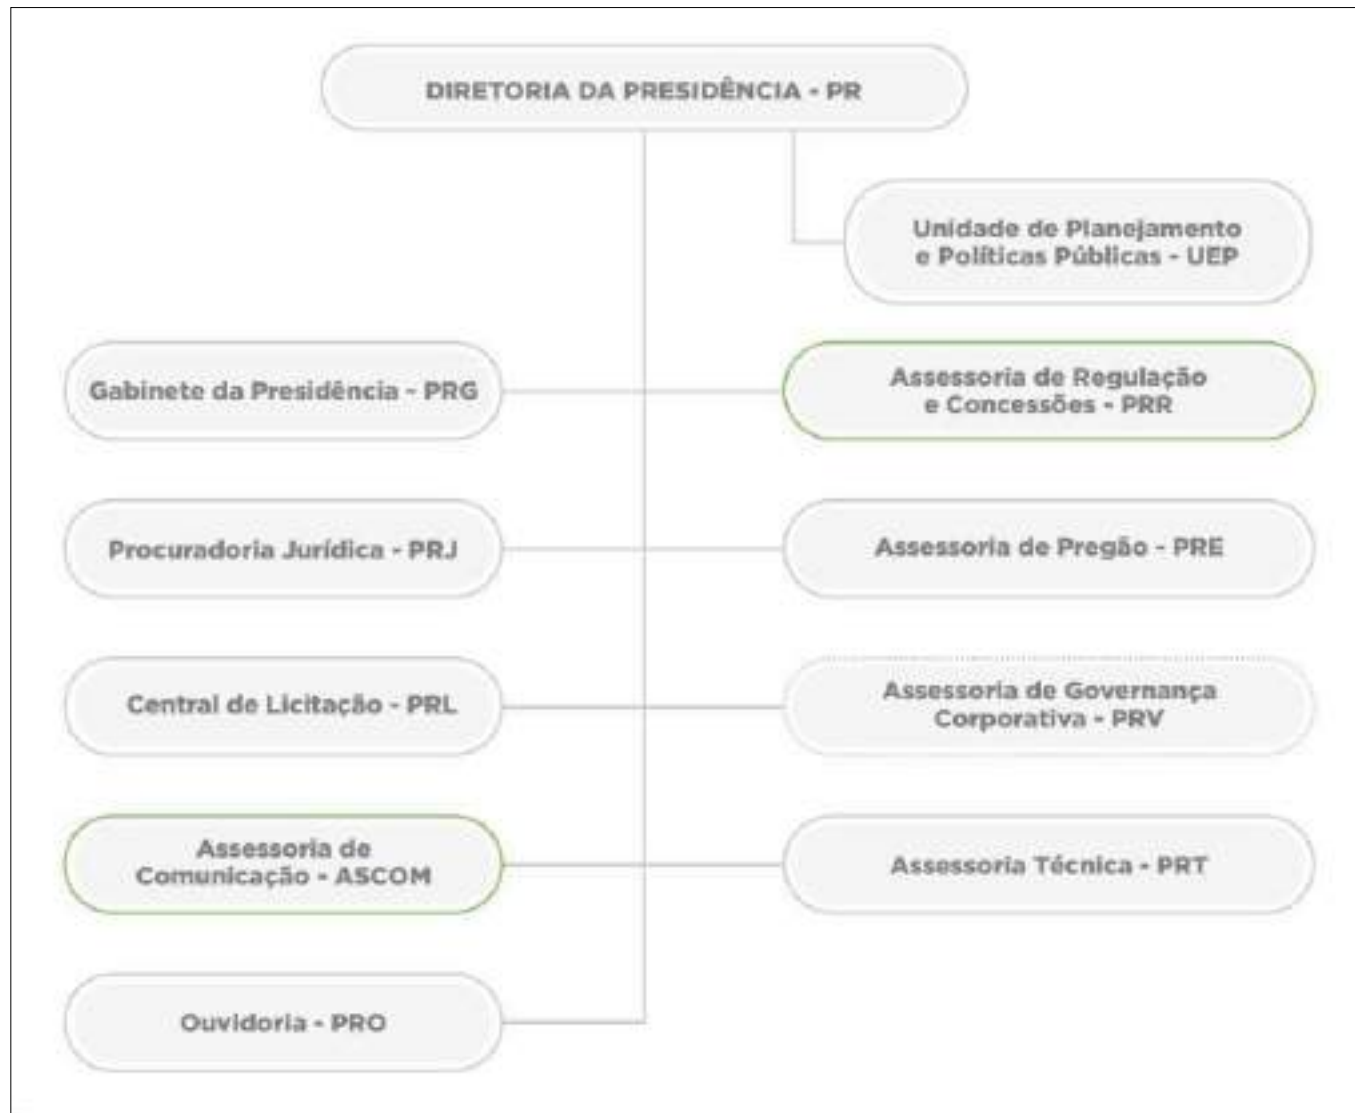 DIRETORIA DA PRESIDÊNCIA - PR
Unidade de Planejamento
e Políticas Públicas - UEP
Gabinete da Presidência - PRG
Assessoria de Regulação
e Concessões - PRR
Procuradoria Jurídica - PRJ
Assessoria de Pregão - PRE
Central de Licitação - PRL
Assessoria de Governança
Corporativa - PRV
Assessoria de
Comunicação - ASCOM
Assessoria Técnica - PRT
Ouvidoria - PRO